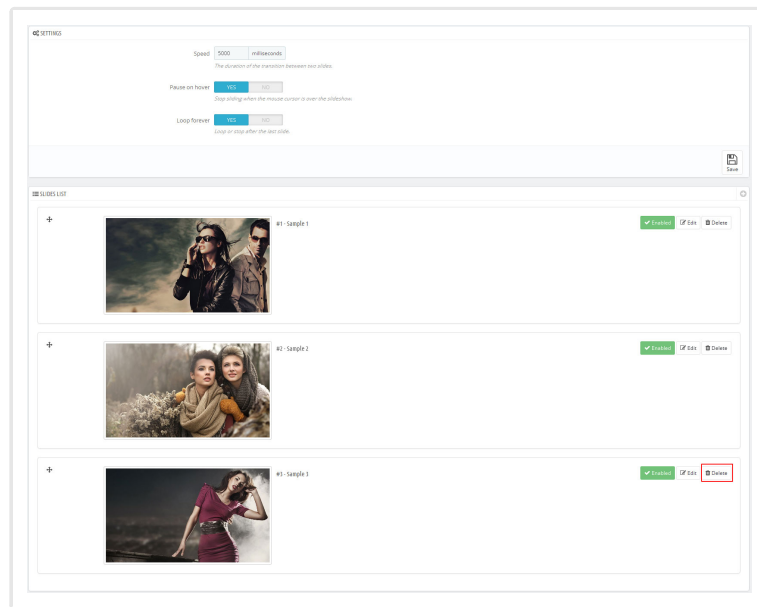 SETTINGS
Speed 5000 milliseconds
The duration of the transition between two slides.
Pause on hover YES NO
Stop sliding when the mouse cursor is over the slideshow.
Loop forever YES NO
Loop or stop after the last slide.
Save
SLIDES LIST
#1 - Sample 1 Enabled Edit Delete
#2 - Sample 2 Enabled Edit Delete
#3 - Sample 3 Enabled Edit Delete